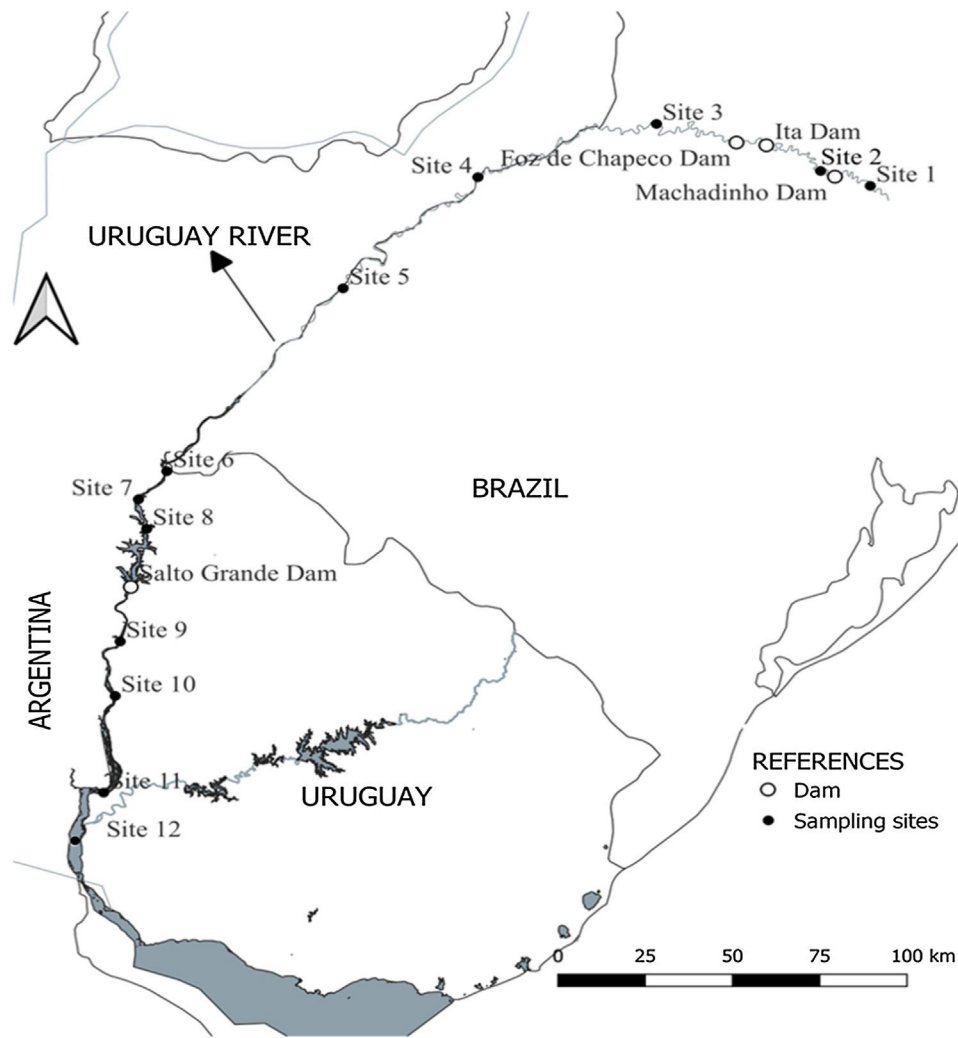 Site 3
Ita Dam
Site 4
Foz de Chapeco Dam
Site 2
Site 1
Machadinho Dam
URUGUAY RIVER
Site 5
Site 6
Site 7
BRAZIL
Site 8
Salto Grande Dam
ARGENTINA
Site 9
Site 10
REFERENCES
Site 11
Dam
URUGUAY
Sampling sites
Site 12
0 25 50 75 100 km